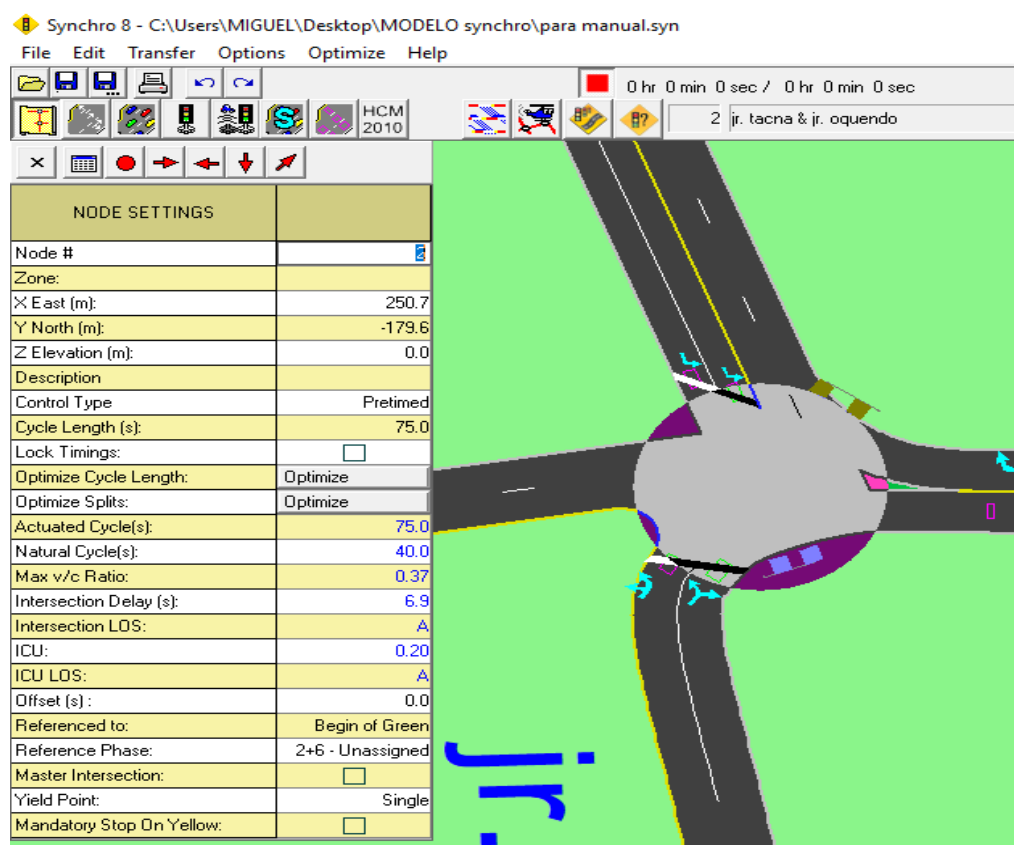 Synchro 8 - C:\Users\MIGUEL\Desktop\MODELO synchro\para manual.syn
File Edit Transfer Options Optimize Help
0 hr 0 min 0 sec / 0 hr 0 min 0 sec
HCM
2010
2 jr. tacna & jr. oquendo
NODE SETTINGS
Node # 2
Zone:
X East (m): 250.7
Y North (m): -179.6
Z Elevation (m): 0.0
Description
Control Type Pretimed
Cycle Length (s): 75.0
Lock Timings:
Optimize Cycle Length: Optimize
Optimize Splits: Optimize
Actuated Cycle(s): 75.0
Natural Cycle(s): 40.0
Max v/c Ratio: 0.37
Intersection Delay (s): 6.9
Intersection LOS: A
ICU: 0.20
ICU LOS: A
Offset (s) : 0.0
Referenced to: Begin of Green
Reference Phase: 2+6 - Unassigned
Master Intersection:
Yield Point: Single
Mandatory Stop On Yellow:
jr.